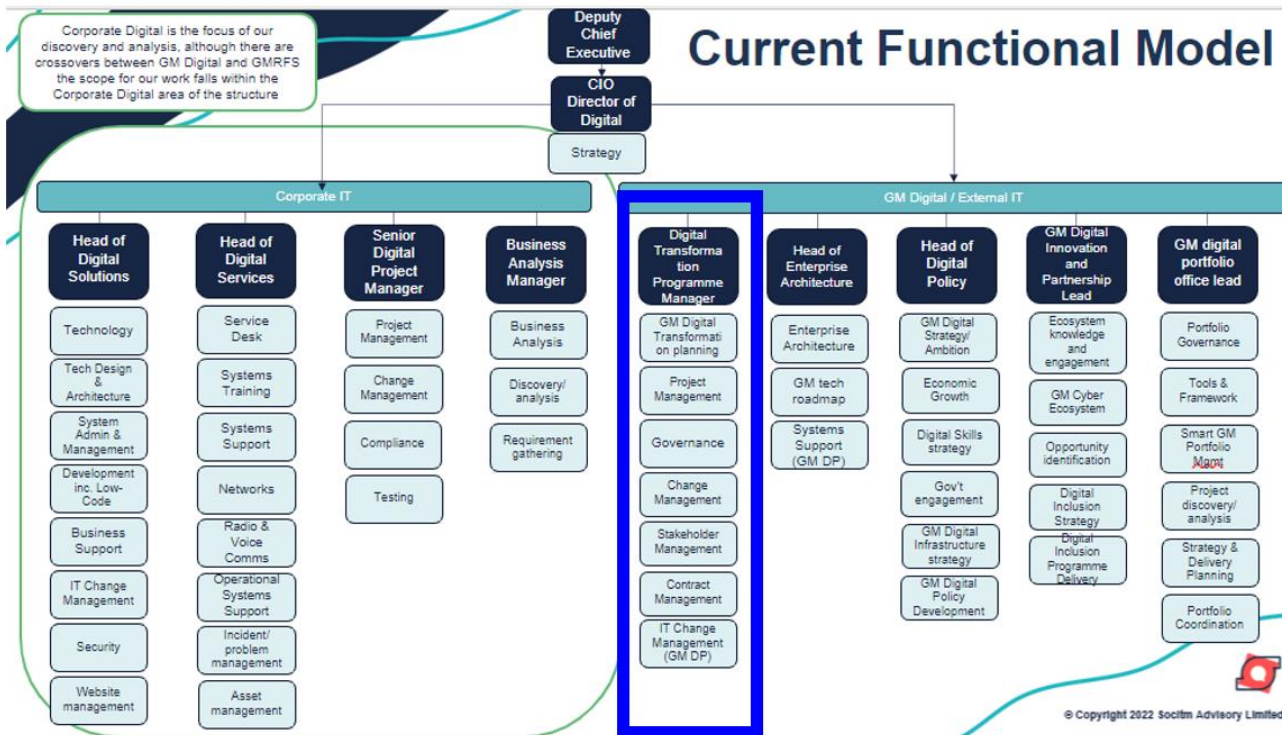 Corporate Digital is the focus of our
discovery and analysis, although there are
crossovers between GM Digital and GMRFS
the scope for our work falls within the
Corporate Digital area of the structure
Deputy
Chief
Executive
Current Functional Model
CIO
Director of
Digital
Strategy
Corporate IT
GM Digital / External IT
Head of
Digital
Solutions
Technology
Tech Design
&
Architecture
System
Admin &
Management
Development
inc. Low-
Code
Business
Support
IT Change
Management
Security
Website
management
Head of
Digital
Services
Service
Desk
Systems
Training
Systems
Support
Networks
Radio &
Voice
Comms
Operational
Systems
Support
Incident/
problem
management
Asset
management
Senior
Digital
Project
Manager
Project
Management
Change
Management
Compliance
Testing
Business
Analysis
Manager
Business
Analysis
Discovery/
analysis
Requirement
gathering
Digital
Transforma
tion
Programme
Manager
GM Digital
Transformati
on planning
Project
Management
Governance
Change
Management
Stakeholder
Management
Contract
Management
IT Change
Management
(GM DP)
Head of
Enterprise
Architecture
Enterprise
Architecture
GM tech
roadmap
Systems
Support
(GM DP)
Head of
Digital
Policy
GM Digital
Strategy/
Ambition
Economic
Growth
Digital Skills
strategy
Gov't
engagement
GM Digital
Infrastructure
strategy
GM Digital
Policy
Development
GM Digital
Innovation
and
Partnership
Lead
Ecosystem
knowledge
and
engagement
GM Cyber
Ecosystem
Opportunity
identification
Digital
Inclusion
Strategy
Digital
Inclusion
Programme
Delivery
GM digital
portfolio
office lead
Portfolio
Governance
Tools &
Framework
Smart GM
Portfolio
Mgmt
Project
discovery/
analysis
Strategy &
Delivery
Planning
Portfolio
Coordination
© Copyright 2022 Socitm Advisory Limited